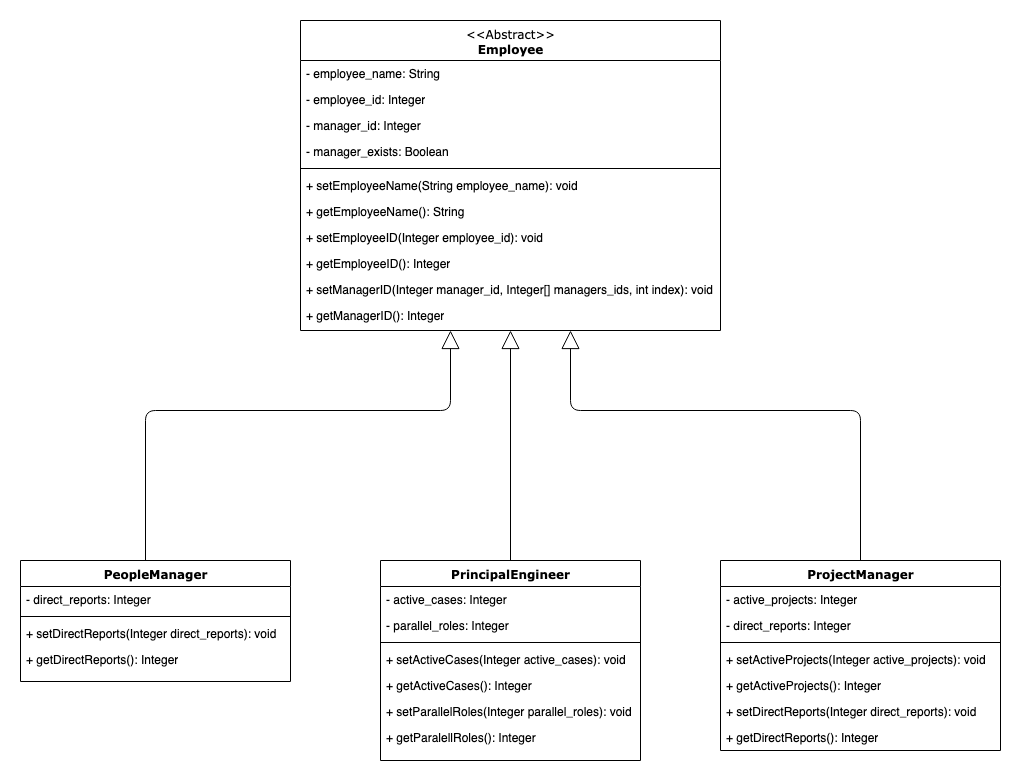 <<Abstract>>
Employee
- employee_name: String
- employee_id: Integer
- manager_id: Integer
- manager_exists: Boolean
+ setEmployeeName(String employee_name): void
+ getEmployeeName(): String
+ setEmployeeID(Integer employee_id): void
+ getEmployeeID(): Integer
+ setManagerID(Integer manager_id, Integer[] managers_ids, int index): void
+ getManagerID(): Integer
PeopleManager
- direct_reports: Integer
+ setDirectReports(Integer direct_reports): void
+ getDirectReports(): Integer
PrincipalEngineer
- active_cases: Integer
- parallel_roles: Integer
+ setActiveCases(Integer active_cases): void
+ getActiveCases(): Integer
+ setParallelRoles(Integer parallel_roles): void
+ getParalellRoles(): Integer
ProjectManager
- active_projects: Integer
- direct_reports: Integer
+ setActiveProjects(Integer active_projects): void
+ getActiveProjects(): Integer
+ setDirectReports(Integer direct_reports): void
+ getDirectReports(): Integer